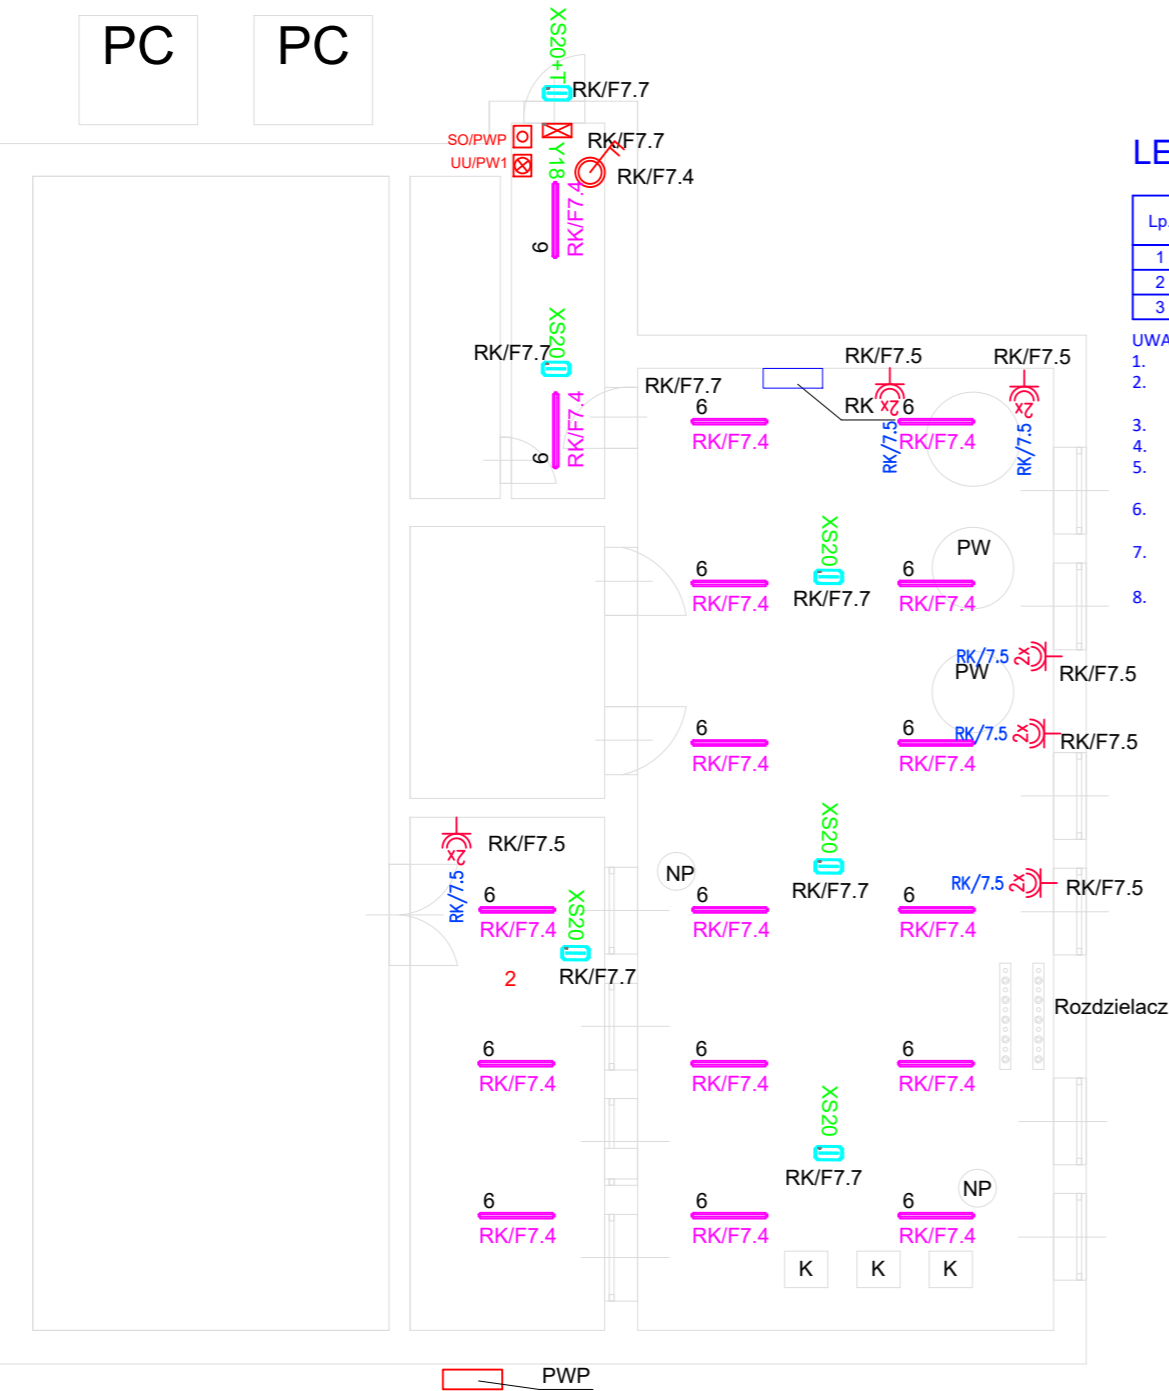 PC
PC
XS20+T
RK/F7.7
SO/PWP
UU/PW1
Y18
RK/F7.7
RK/F7.4
6
RK/F7.4
LE
Lp.
1
2
3
UWA
1.
2.
3.
4.
5.
6.
7.
8.
XS20
RK/F7.7
6
RK/F7.4
RK/F7.7
RK
RK/F7.5
RK/F7.5
2x
2x
RK/7.5
RK/7.5
6
RK/F7.4
6
RK/F7.4
XS20
RK/F7.7
6
RK/F7.4
6
RK/F7.4
PW
RK/7.5
2x
RK/F7.5
PW
6
RK/F7.4
6
RK/F7.4
RK/7.5
2x
RK/F7.5
2x
RK/F7.5
RK/7.5
XS20
RK/F7.7
NP
RK/7.5
2x
RK/F7.5
6
RK/F7.4
XS20
RK/F7.7
2
6
RK/F7.4
6
RK/F7.4
Rozdzielacz
6
RK/F7.4
6
RK/F7.4
6
RK/F7.4
XS20
RK/F7.7
NP
6
RK/F7.4
6
RK/F7.4
6
RK/F7.4
K
K
K
PWP